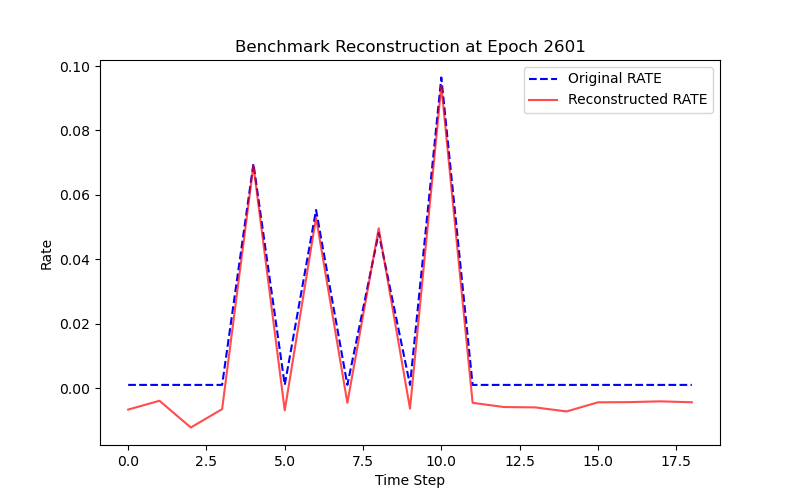 Benchmark Reconstruction at Epoch 2601
Original RATE
Reconstructed RATE
Rate
0.10
0.08
0.06
0.04
0.02
0.00
0.0 2.5 5.0 7.5 10.0 12.5 15.0 17.5
Time Step